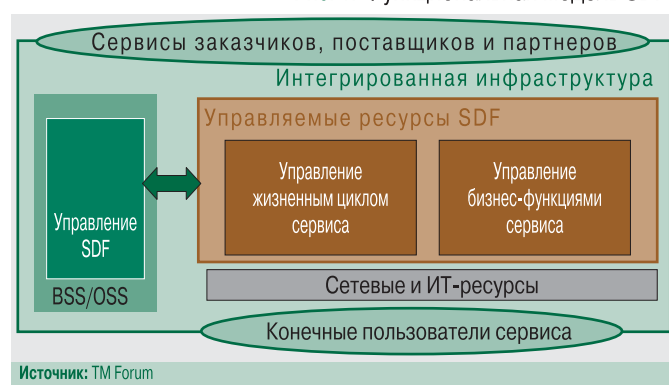 Сервисы заказчиков, поставщиков и партнеров
Интегрированная инфраструктура
Управляемые ресурсы SDF
Управление
жизненным циклом
сервиса
Управление
бизнес-функциями
сервиса
Управление
SDF
BSS/OSS
Сетевые и ИТ-ресурсы
Конечные пользователи сервиса
Источник: TM Forum